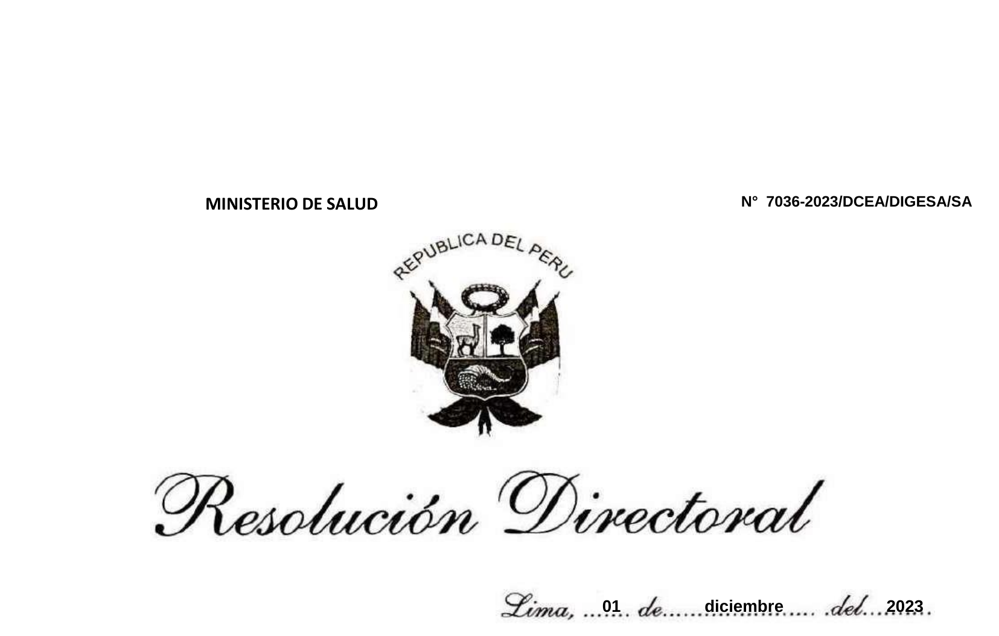 MINISTERIO DE SALUD
N° 7036-2023/DCEA/DIGESA/SA
REPUBLICA DEL PERU
Resolución Directoral
Lima, ...01... de......diciembre...... .del...2023.